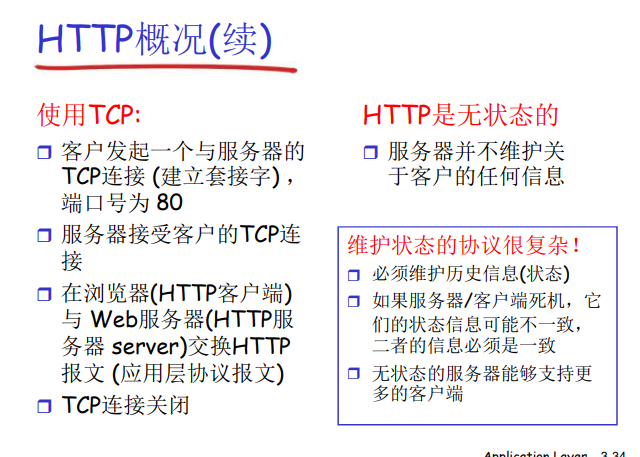 HTTP概况(续)
使用TCP:
客户发起一个与服务器的
TCP连接 (建立套接字) ，
端口号为 80
服务器接受客户的TCP连
接
在浏览器(HTTP客户端)
与 Web服务器(HTTP服
务器 server)交换HTTP
报文 (应用层协议报文)
TCP连接关闭
HTTP是无状态的
服务器并不维护关
于客户的任何信息
维护状态的协议很复杂！
必须维护历史信息(状态)
如果服务器/客户端死机，它
们的状态信息可能不一致，
二者的信息必须是一致
无状态的服务器能够支持更
多的客户端
Application Layer 3-34